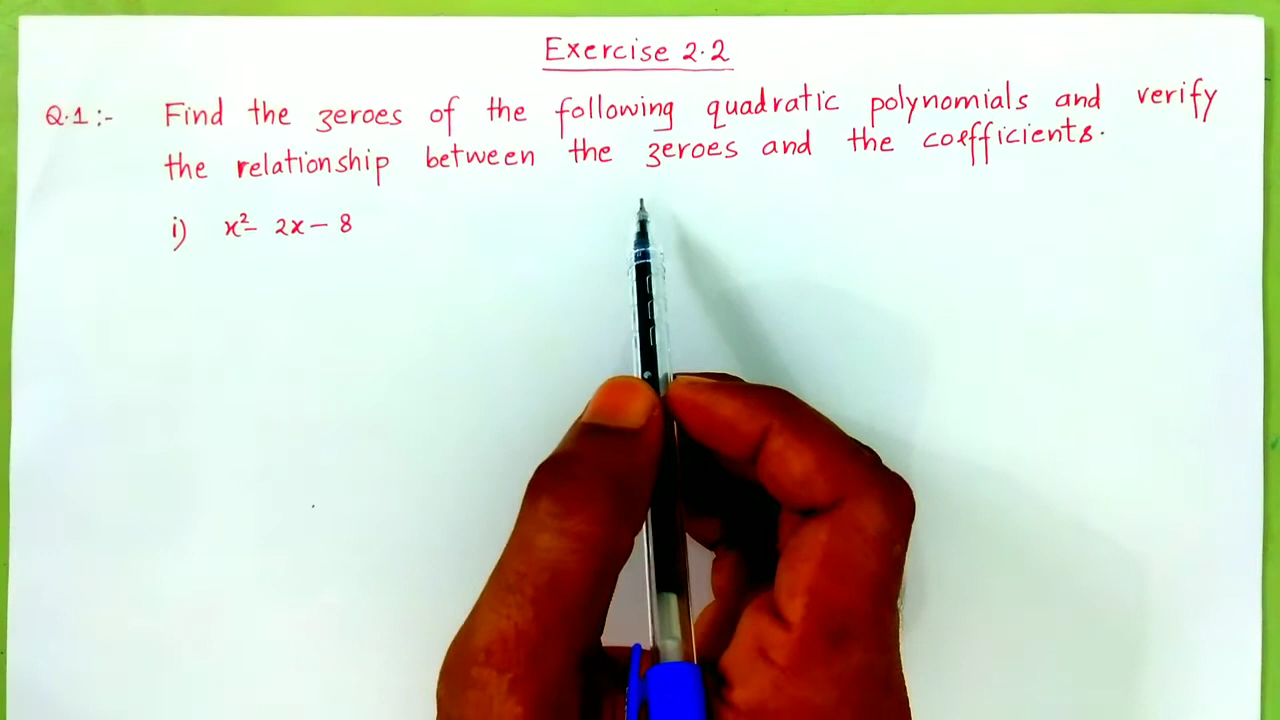 Exercise 2.2
Q.1:- Find the zeroes of the following quadratic polynomials and verify
the relationship between the zeroes and the coefficients.
i) x² - 2x - 8